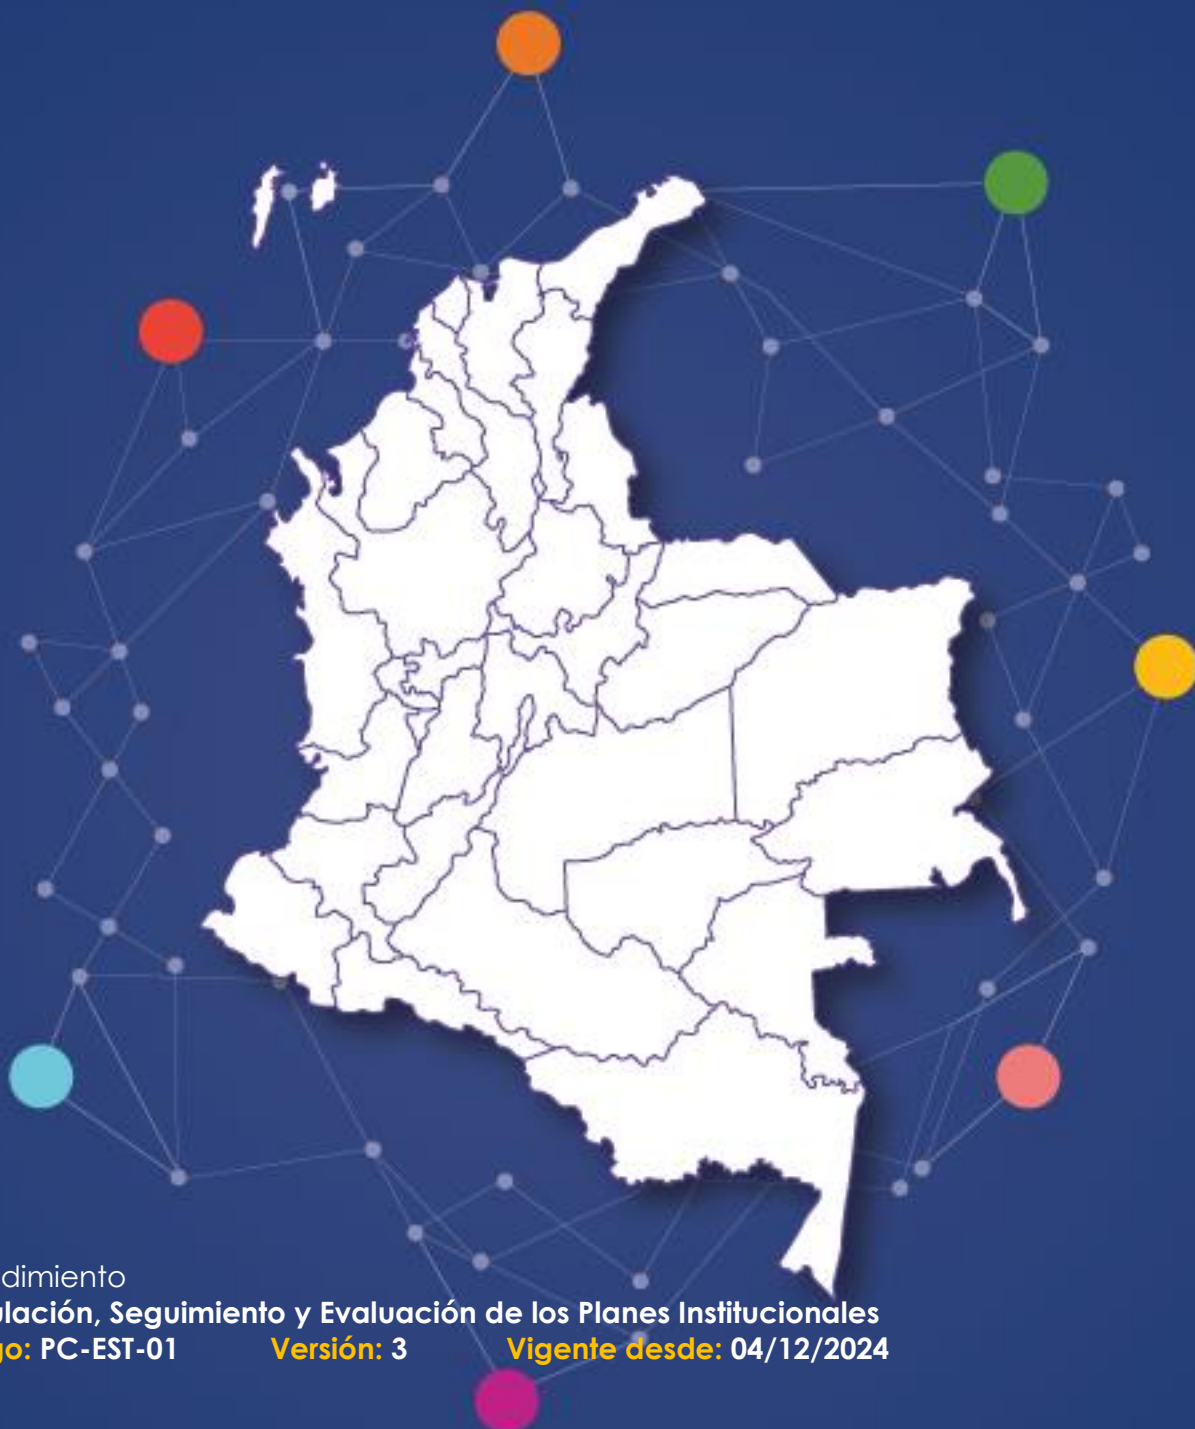 dimiento
ulación, Seguimiento y Evaluación de los Planes Institucionales
go: PC-EST-01 Versión: 3 Vigente desde: 04/12/2024